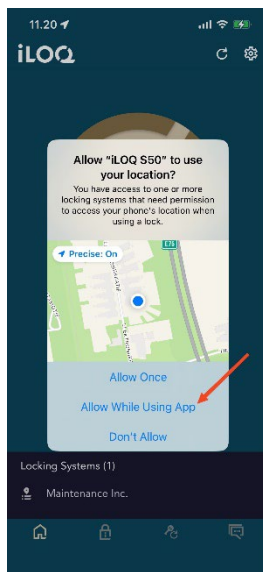 11.20
iLOQ
Allow "iLOQ S50" to use
your location?
You have access to one or more
locking systems that need permission
to access your phone's location when
using a lock.
Precise: On
E75
Allow Once
Allow While Using App
Don't Allow
Locking Systems (1)
Maintenance Inc.